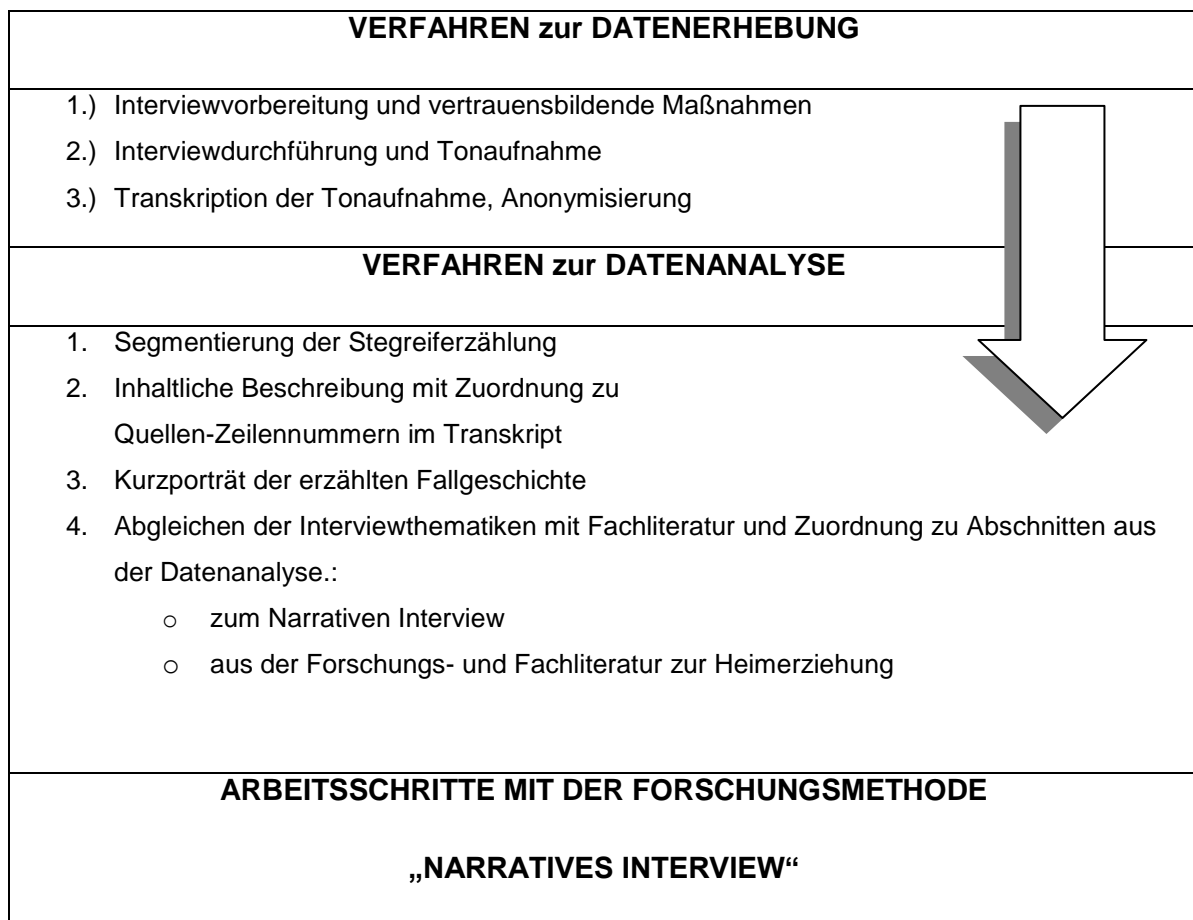 VERFAHREN zur DATENERHEBUNG
1.) Interviewvorbereitung und vertrauensbildende Maßnahmen
2.) Interviewdurchführung und Tonaufnahme
3.) Transkription der Tonaufnahme, Anonymisierung
VERFAHREN zur DATENANALYSE
1. Segmentierung der Stegreiferzählung
2. Inhaltliche Beschreibung mit Zuordnung zu
Quellen-Zeilennummern im Transkript
3. Kurzporträt der erzählten Fallgeschichte
4. Abgleichen der Interviewthematiken mit Fachliteratur und Zuordnung zu Abschnitten aus
der Datenanalyse.:
o zum Narrativen Interview
o aus der Forschungs- und Fachliteratur zur Heimerziehung
ARBEITSSCHRITTE MIT DER FORSCHUNGSMETHODE
„NARRATIVES INTERVIEW“